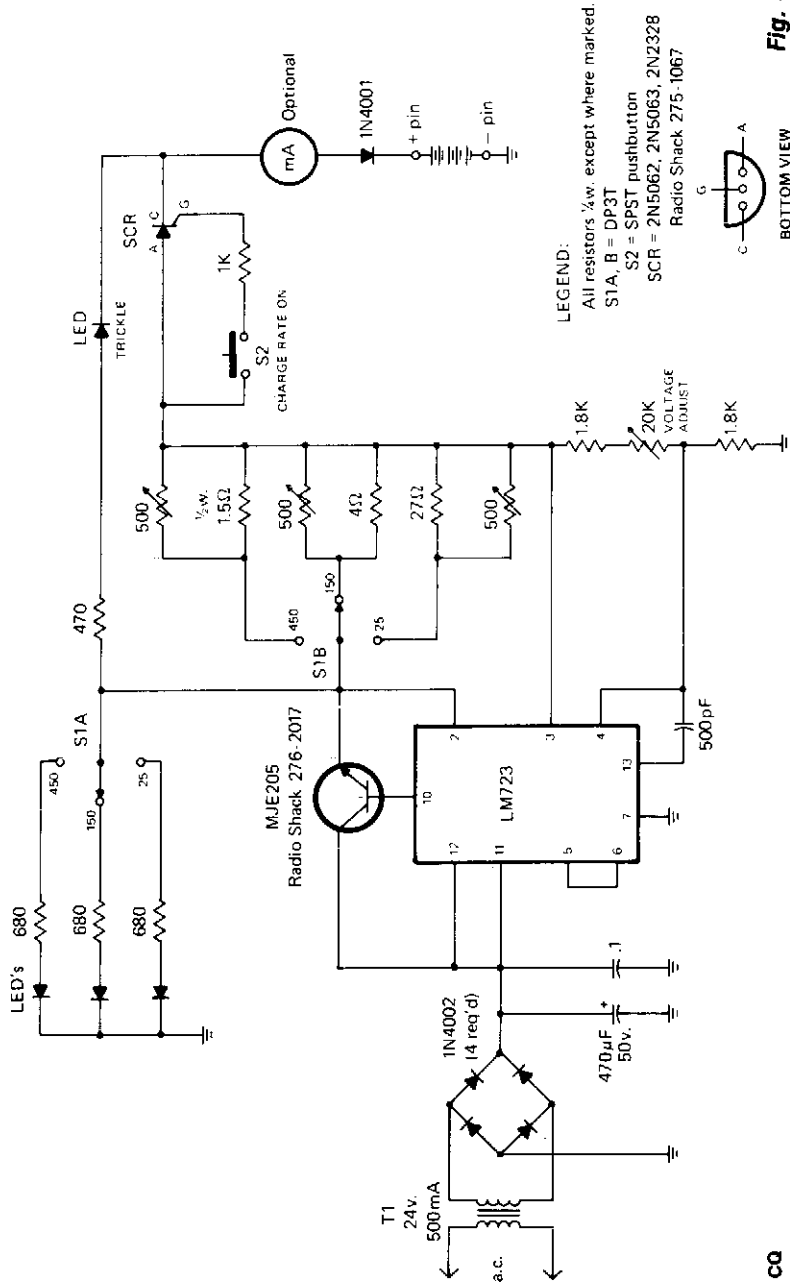 LED's
680
680
680
450
150
25
S1A
470
LED
TRICKLE
SCR
A
C
G
1K
S2
CHARGE RATE ON
mA
Optional
1N4001
+ pin
− pin
MJE205
Radio Shack 276-2017
S1B
450
150
25
500
½w.
1.5Ω
500
4Ω
27Ω
500
1.8K
20K
VOLTAGE
ADJUST
1.8K
LM723
10
12
11
5
6
7
13
2
3
4
500pF
T1
24v.
500mA
a.c.
1N4002
(4 req'd)
470µF
50v.
+
.1
LEGEND:
All resistors ¼w. except where marked.
S1A, B = DP3T
S2 = SPST pushbutton
SCR = 2N5062, 2N5063, 2N2328
Radio Shack 275-1067
G
C
A
BOTTOM VIEW
CQ
Fig.